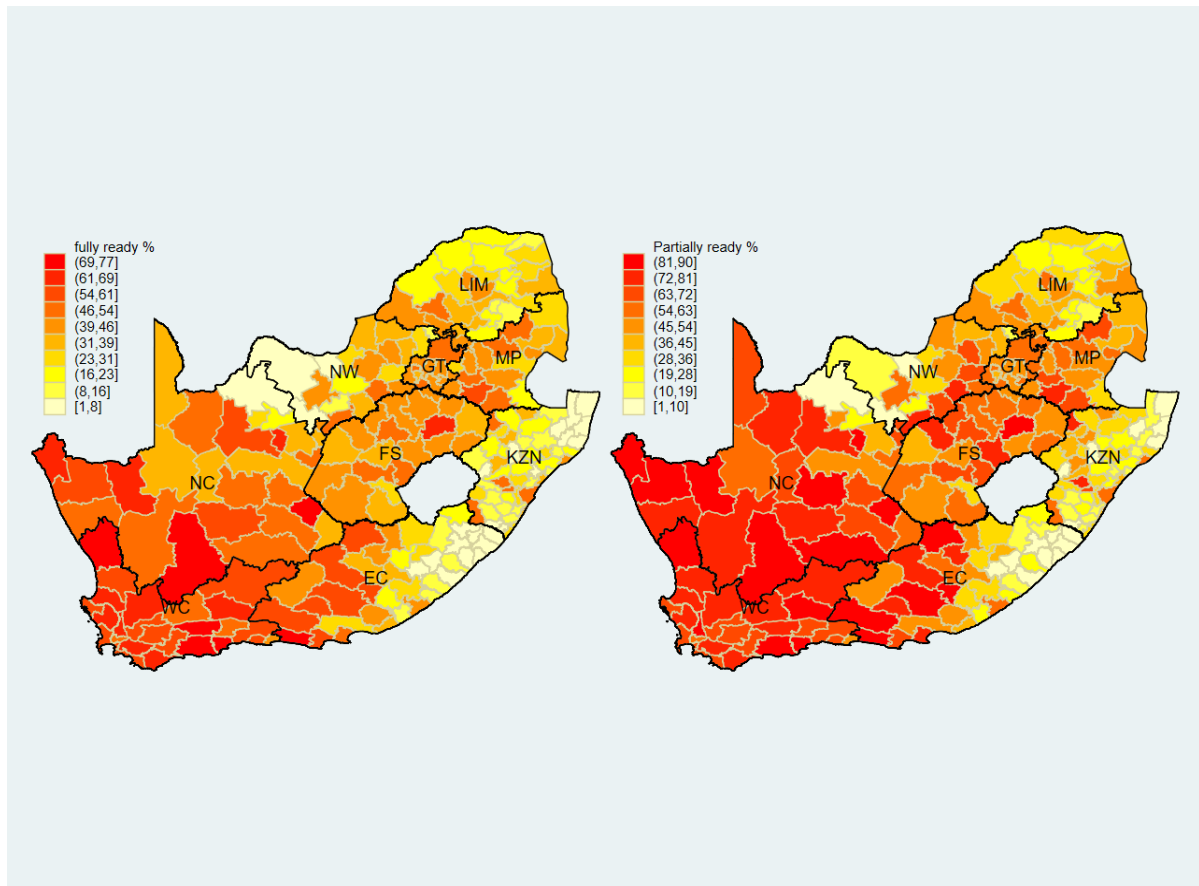 fully ready %
(69,77]
(61,69]
(54,61]
(46,54]
(39,46]
(31,39]
(23,31]
(16,23]
(8,16]
[1,8]
LIM
MP
NW
GT
FS
KZN
NC
EC
WC
Partially ready %
(81,90]
(72,81]
(63,72]
(54,63]
(45,54]
(36,45]
(28,36]
(19,28]
(10,19]
[1,10]
LIM
MP
NW
GT
FS
KZN
NC
EC
WC